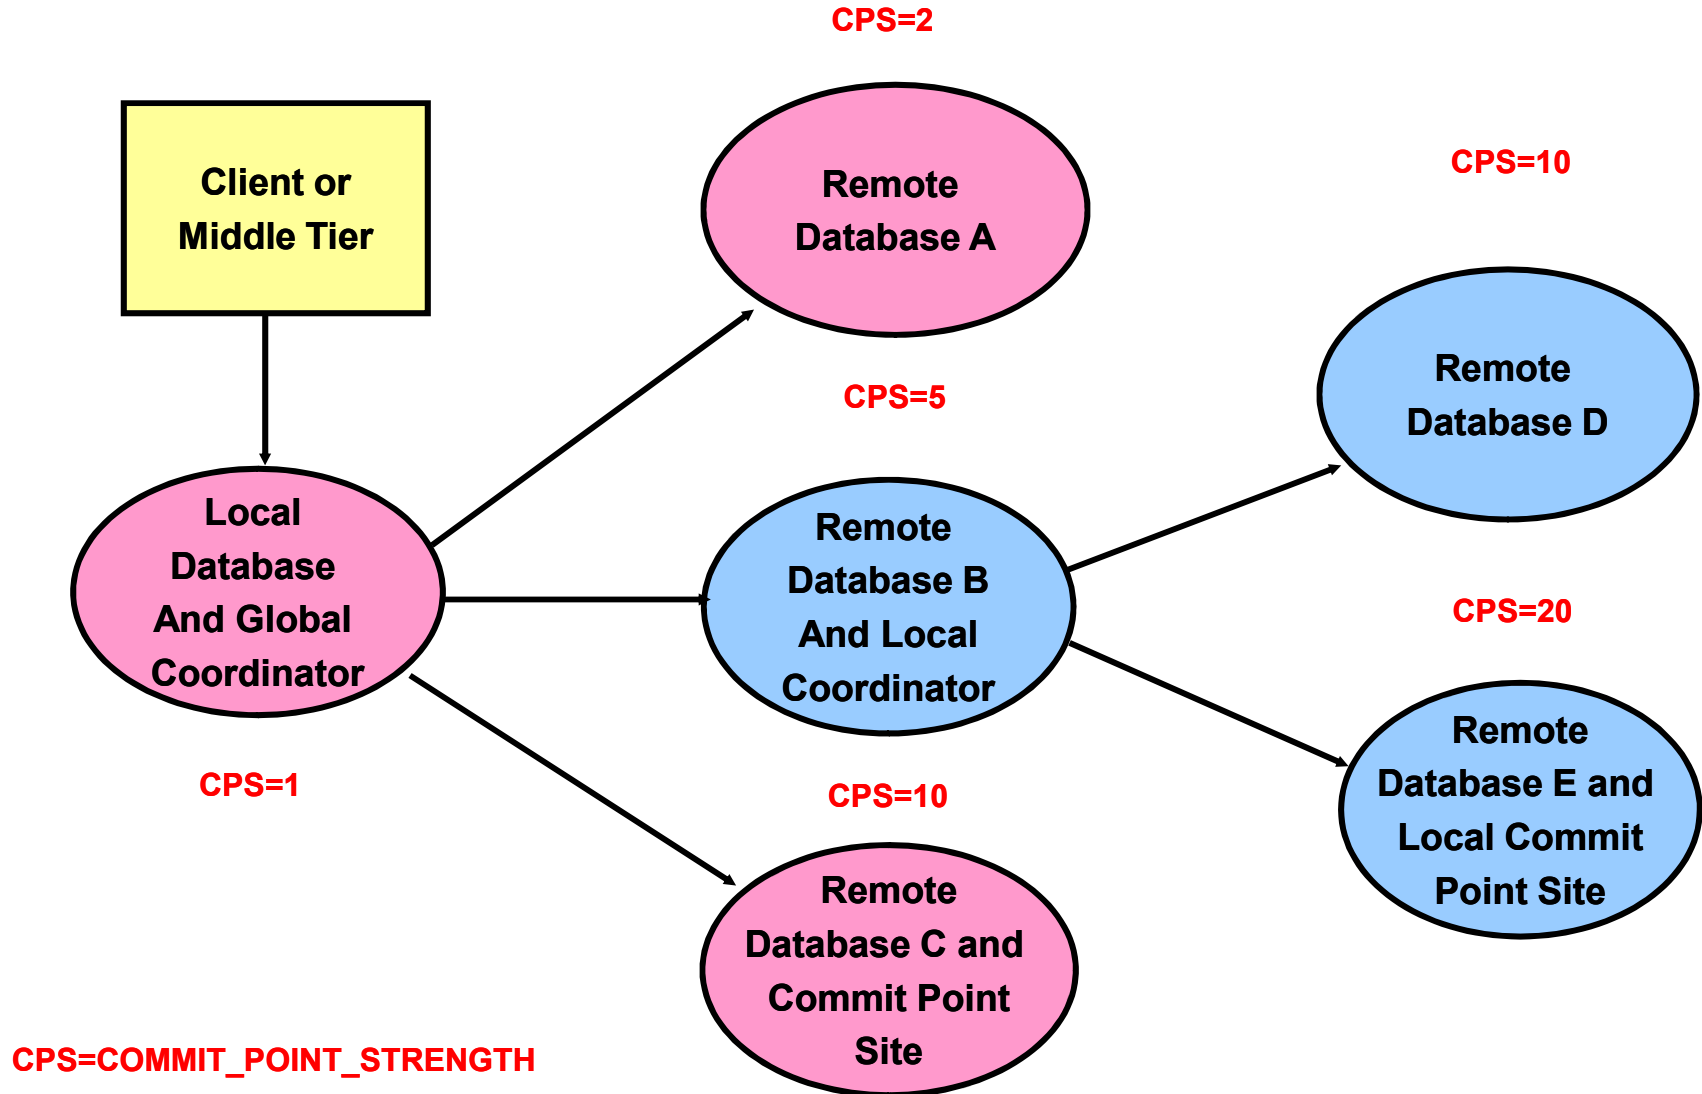 CPS=2
Client or
Middle Tier
Remote
Database A
CPS=10
Remote
Database D
CPS=5
Local
Database
And Global
Coordinator
CPS=1
Remote
Database B
And Local
Coordinator
CPS=20
Remote
Database E and
Local Commit
Point Site
CPS=10
Remote
Database C and
Commit Point
Site
CPS=COMMIT_POINT_STRENGTH